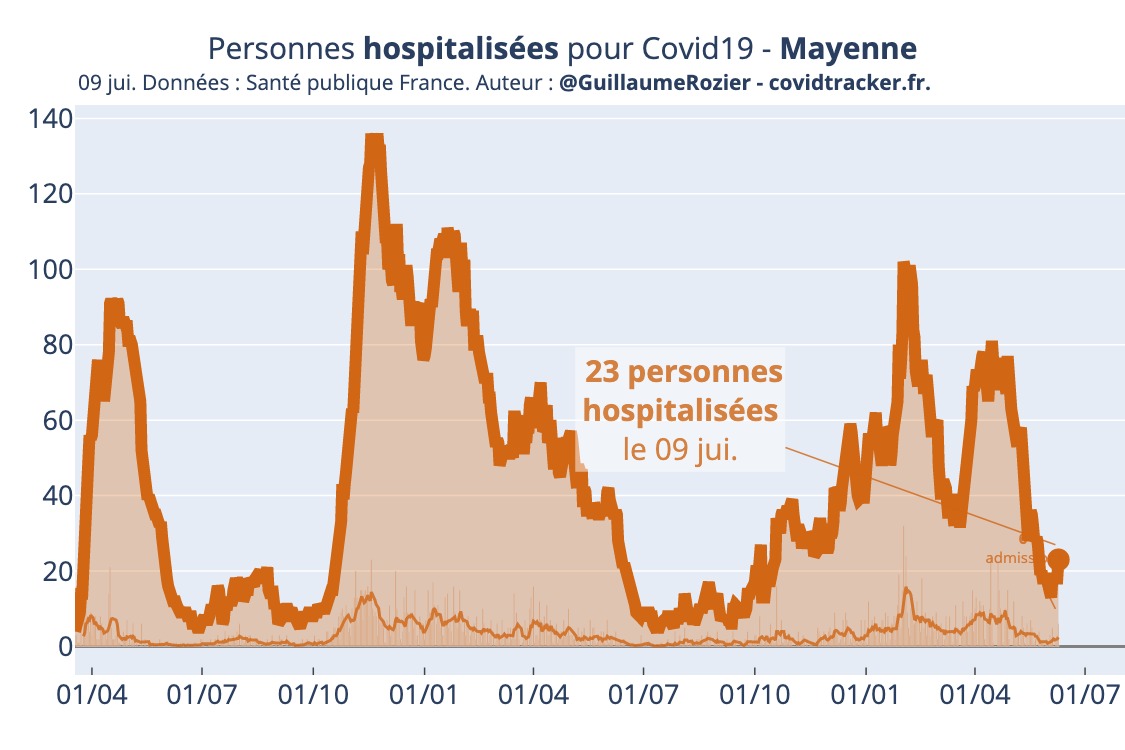 Personnes hospitalisées pour Covid19 - Mayenne
09 jui. Données : Santé publique France. Auteur : @GuillaumeRozier - covidtracker.fr.
140
120
100
80
60
40
20
0
23 personnes
hospitalisées
le 09 jui.
01/04 01/07 01/10 01/01 01/04 01/07 01/10 01/01 01/04 01/07